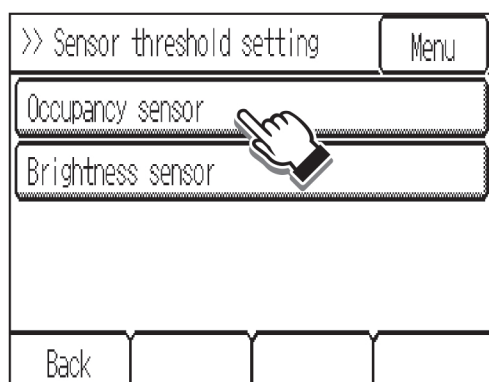 >> Sensor threshold setting Menu
Occupancy sensor
Brightness sensor
Back